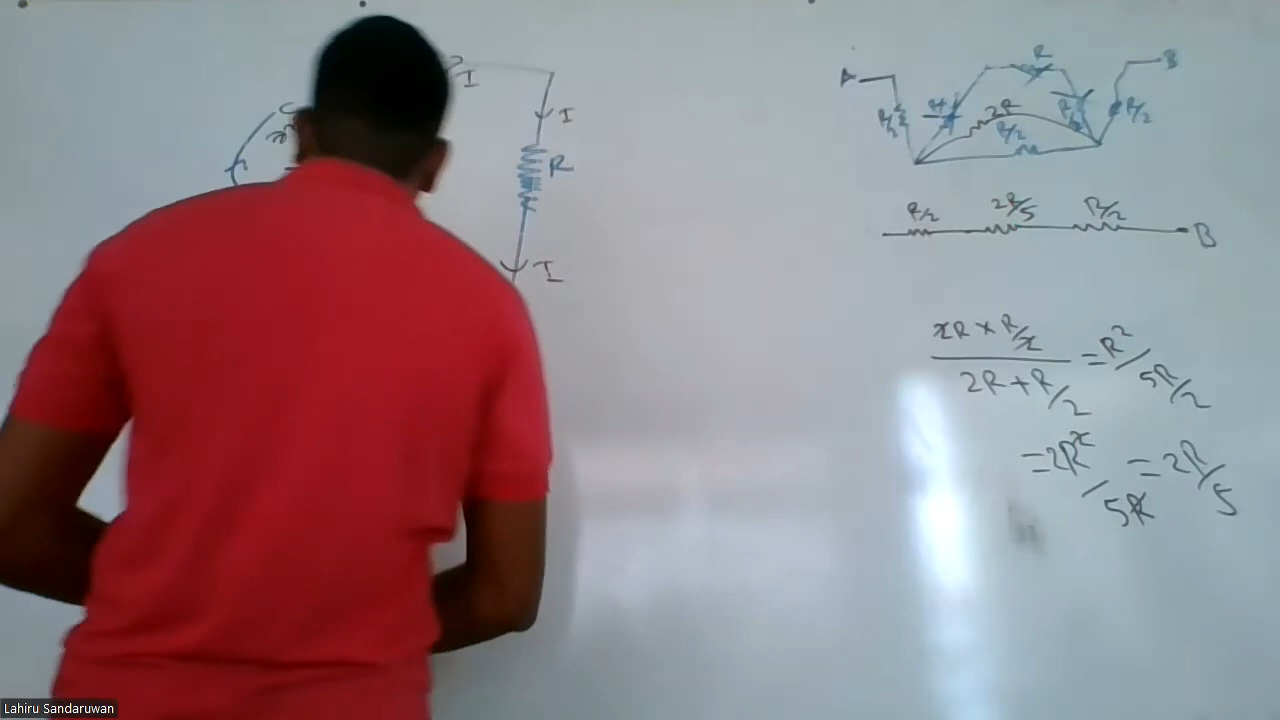 I
I
R
I
A
B
R
R/2
2R
R/2
R/2
R/2
R/2 2R/5 R/2 B
xR × R/x
2R + R/2
= R²/5R/2
= 2R²/5R = 2R/5
Lahiru Sandaruwan